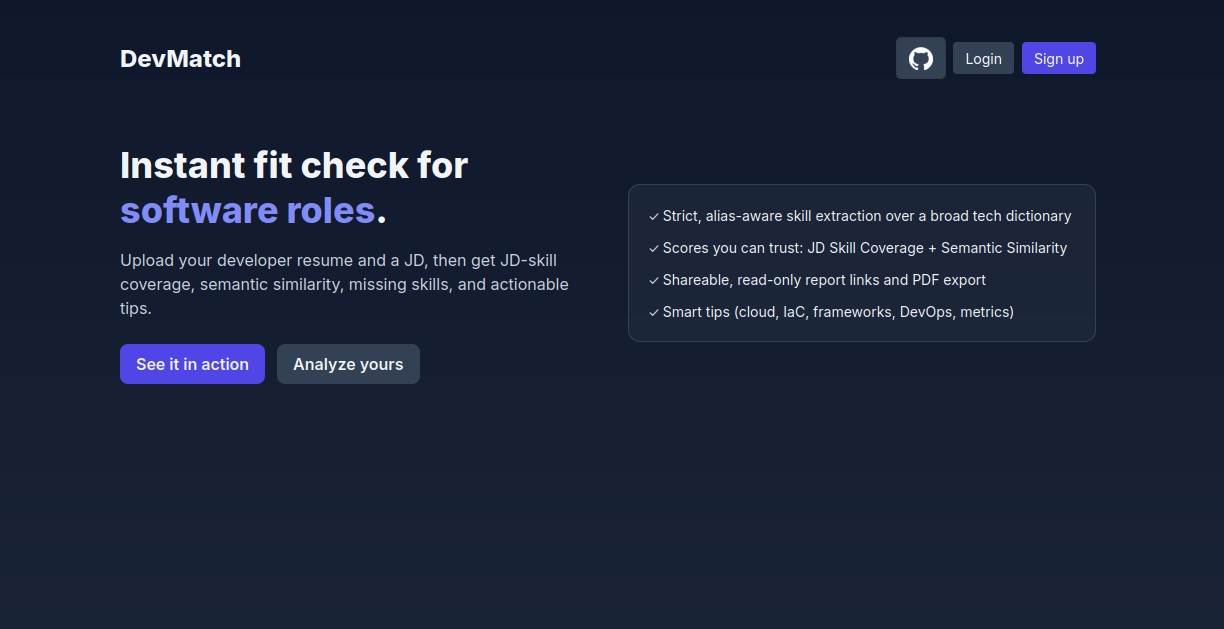 DevMatch
Login
Sign up
Instant fit check for
software roles.
Upload your developer resume and a JD, then get JD-skill
coverage, semantic similarity, missing skills, and actionable
tips.
See it in action
Analyze yours
✓ Strict, alias-aware skill extraction over a broad tech dictionary
✓ Scores you can trust: JD Skill Coverage + Semantic Similarity
✓ Shareable, read-only report links and PDF export
✓ Smart tips (cloud, IaC, frameworks, DevOps, metrics)